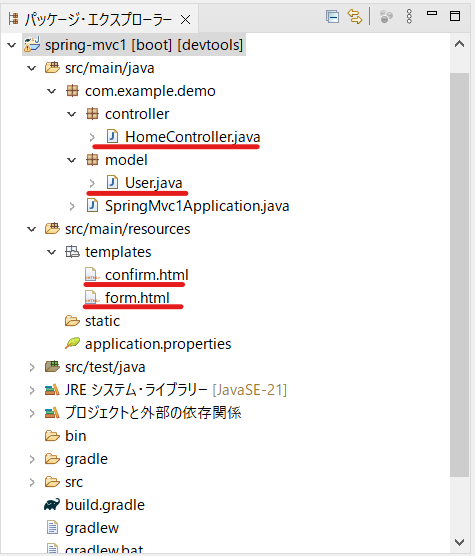 パッケージ・エクスプローラー
spring-mvc1 [boot] [devtools]
src/main/java
com.example.demo
controller
HomeController.java
model
User.java
SpringMvc1Application.java
src/main/resources
templates
confirm.html
form.html
static
application.properties
src/test/java
JRE システム・ライブラリー [JavaSE-21]
プロジェクトと外部の依存関係
bin
gradle
src
build.gradle
gradlew
gradlew.bat